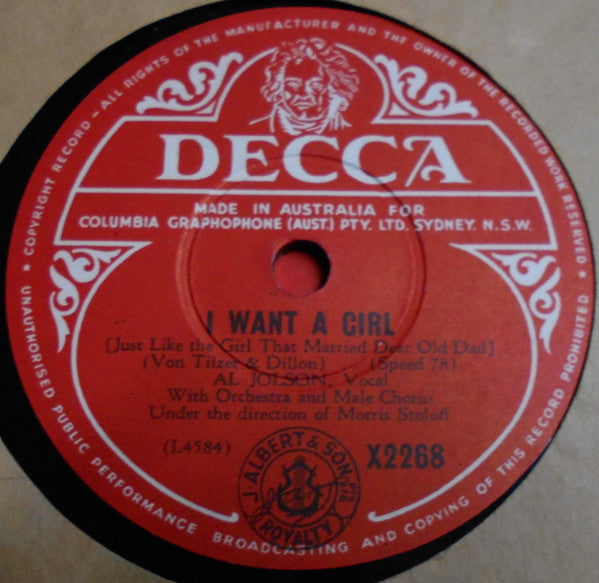 COPYRIGHT RECORD – ALL RIGHTS OF THE MANUFACTURER AND THE OWNER OF THE RECORDED WORK RESERVED
DECCA
MADE IN AUSTRALIA FOR
COLUMBIA GRAPHOPHONE (AUST.) PTY. LTD. SYDNEY. N.S.W.
I WANT A GIRL
[Just Like the Girl That Married Dear Old Dad]
(Von Tilzer & Dillon) (Speed 78)
AL JOLSON, Vocal
With Orchestra and Male Chorus
Under the direction of Morris Stoloff
(L4584)
X2268
J. ALBERT & SON PTY LTD
ROYALTY
UNAUTHORISED PUBLIC PERFORMANCE BROADCASTING AND COPYING OF THIS RECORD PROHIBITED